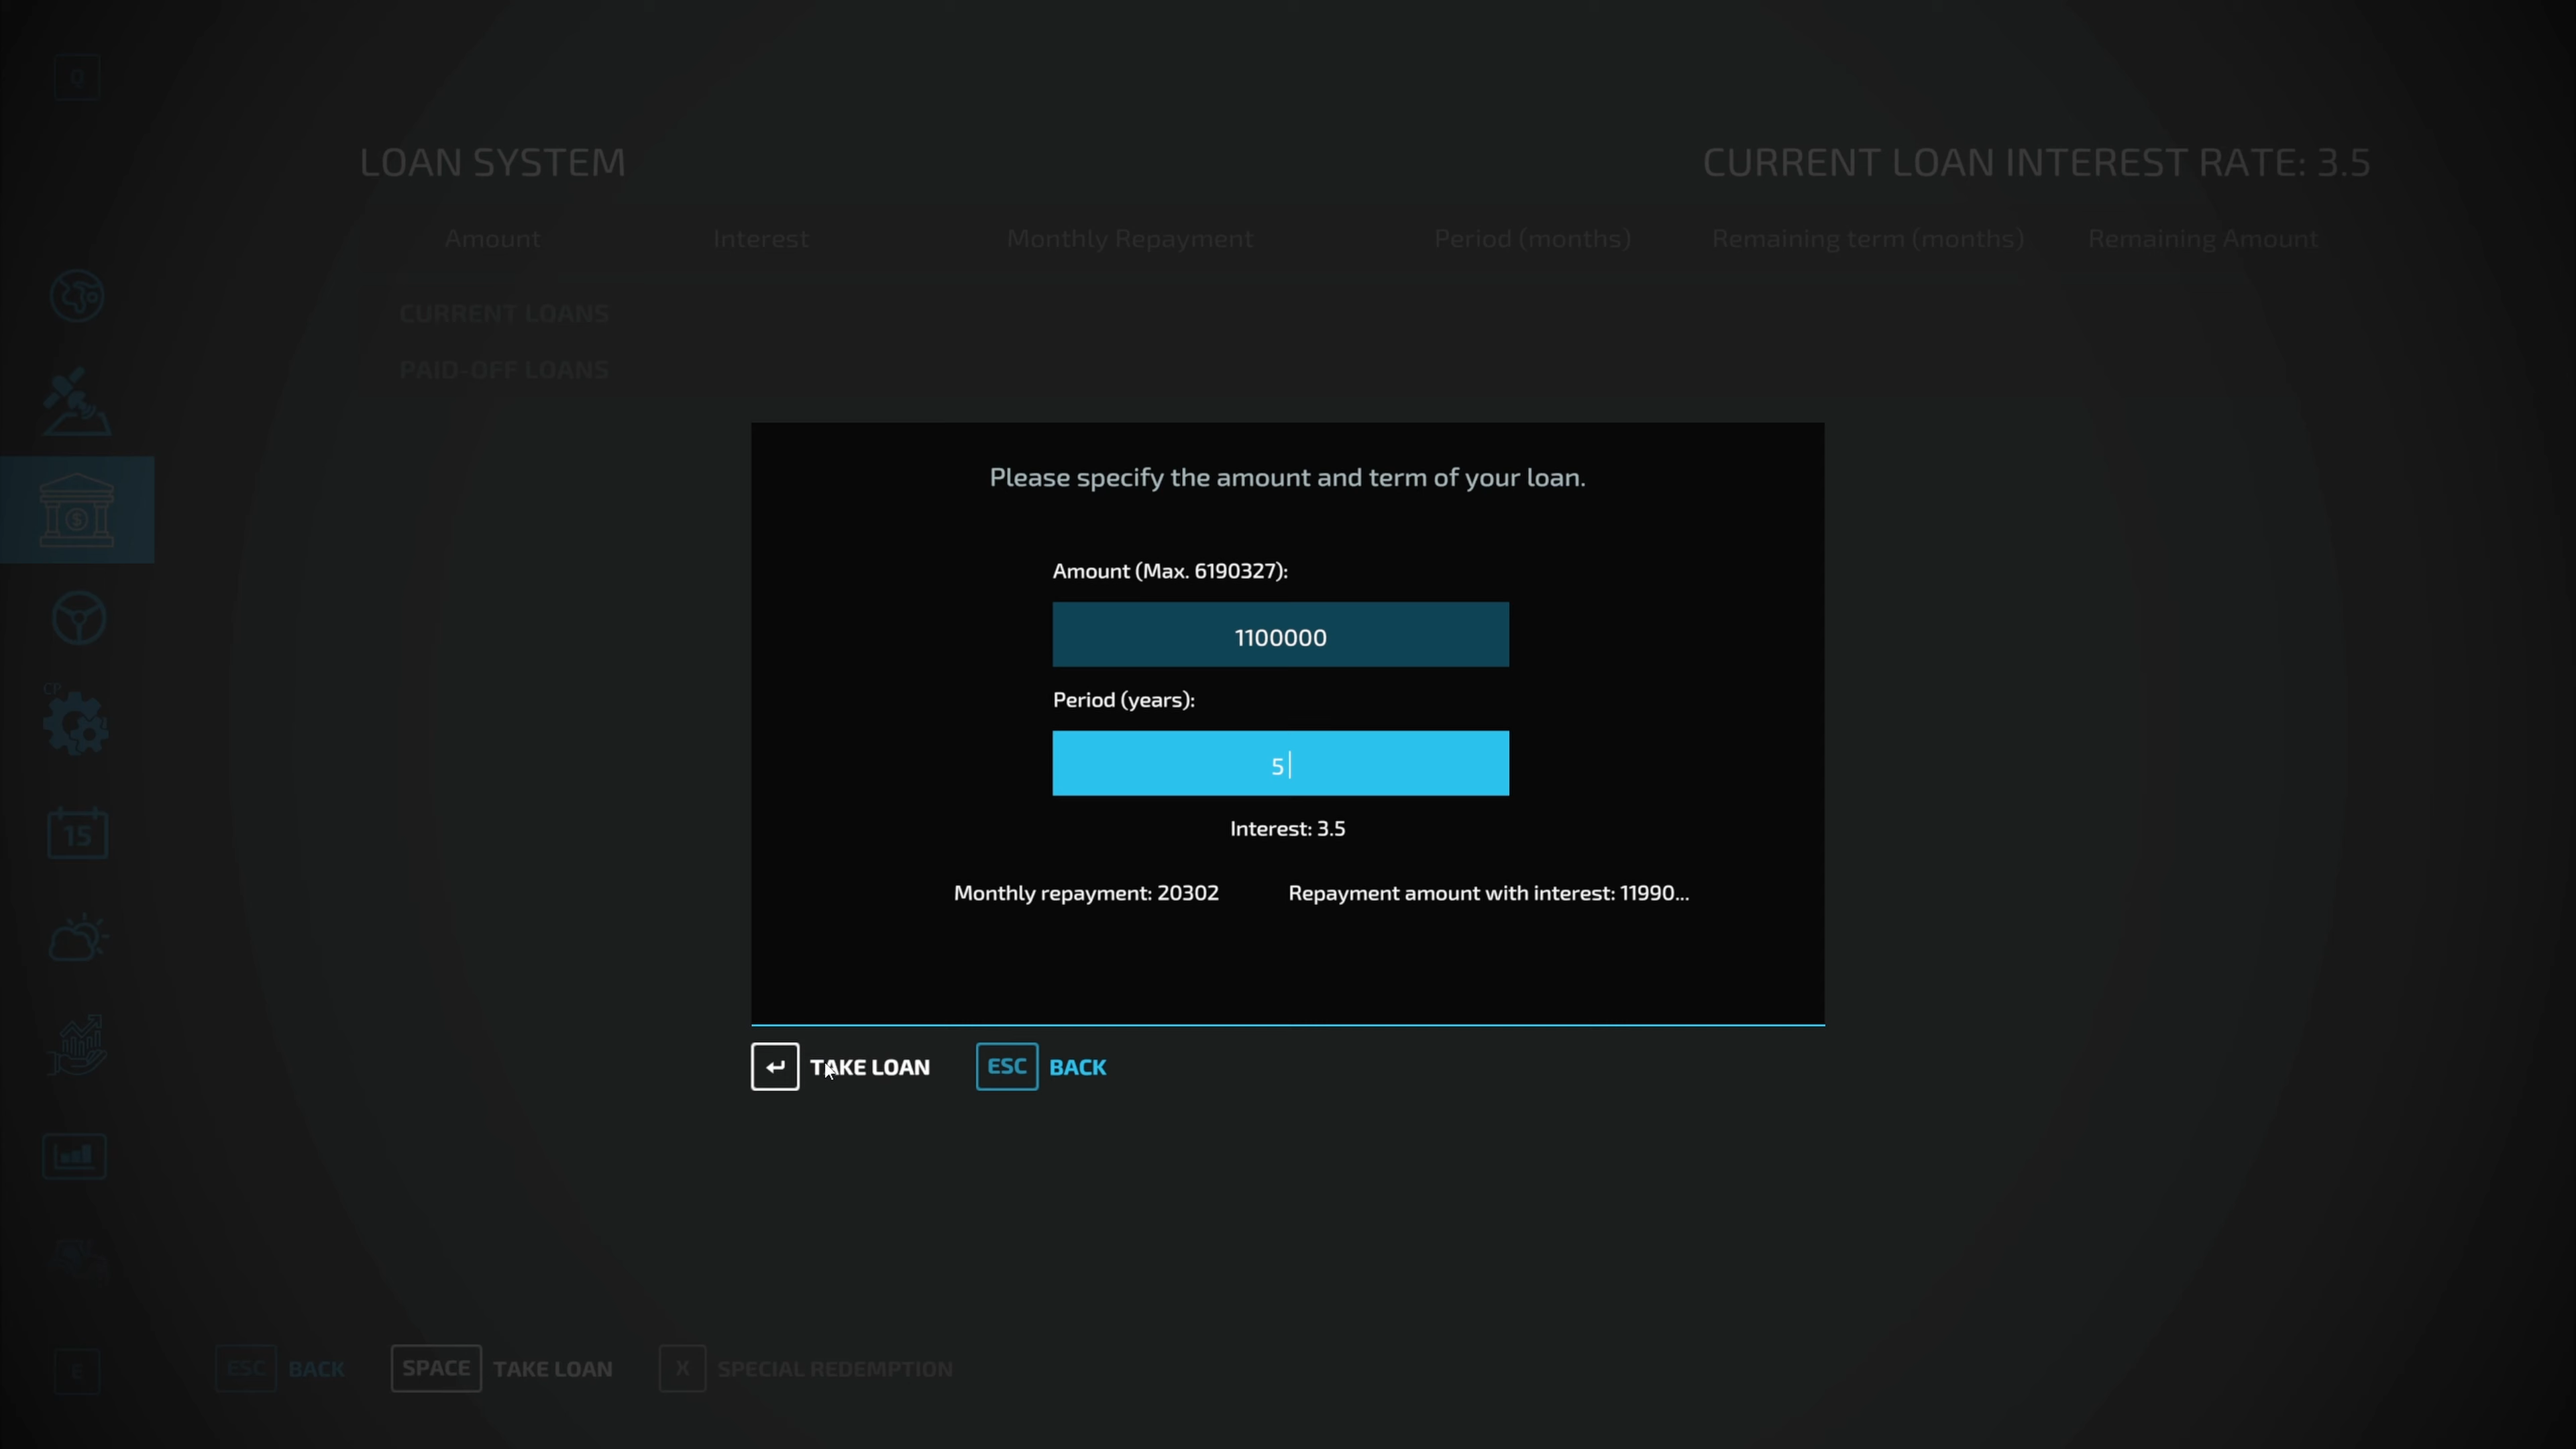 Q
LOAN SYSTEM
CURRENT LOAN INTEREST RATE: 3.5
Amount Interest Monthly Repayment Period (months) Remaining term (months) Remaining Amount
CURRENT LOANS
PAID-OFF LOANS
Please specify the amount and term of your loan.
Amount (Max. 6190327):
1100000
Period (years):
5
Interest: 3.5
Monthly repayment: 20302 Repayment amount with interest: 11990...
TAKE LOAN ESC BACK
CP
15
E
ESC BACK SPACE TAKE LOAN X SPECIAL REDEMPTION